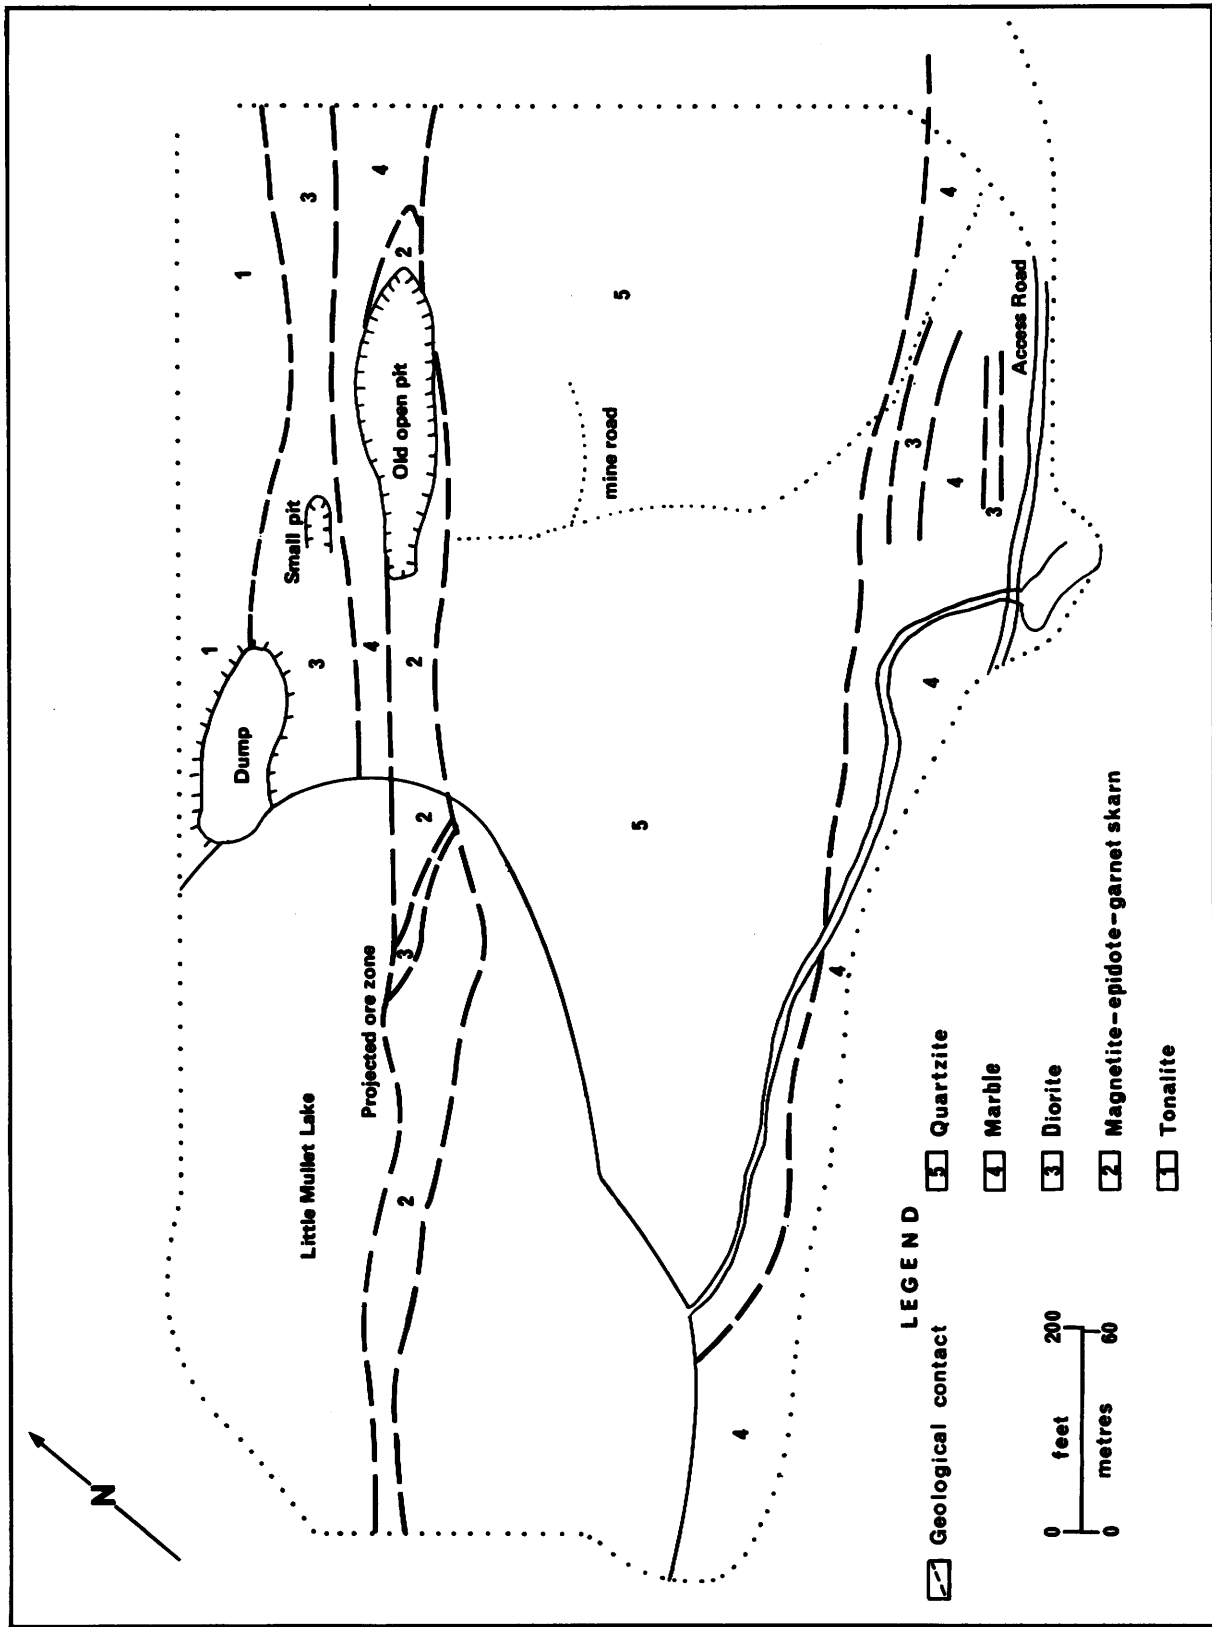 N
Little Mullet Lake
Projected ore zone
Dump
Small pit
Old open pit
mine road
Access Road
1
1
3
3
4
4
2
2
2
2
3
5
5
4
4
4
4
4
3
3
LEGEND
Geological contact
5 Quartzite
4 Marble
3 Diorite
2 Magnetite-epidote-garnet skarn
1 Tonalite
0 200
feet
metres
0 60